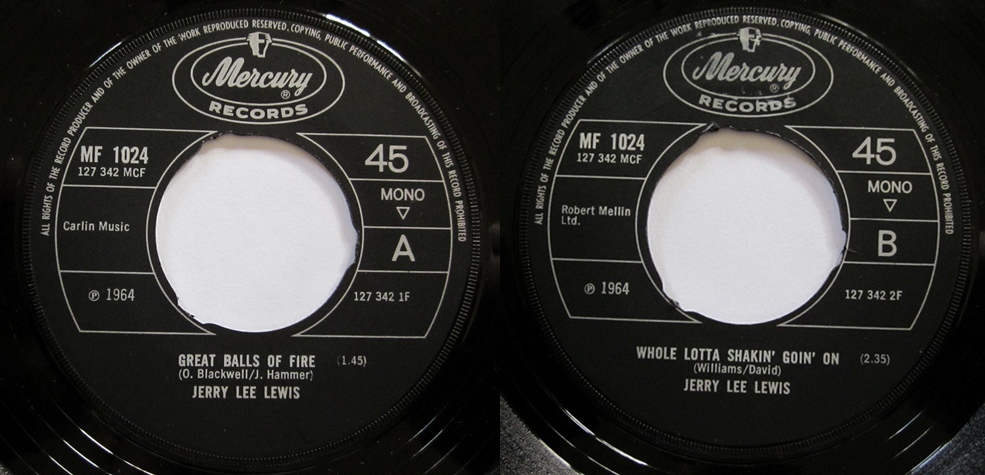 ALL RIGHTS OF THE RECORD PRODUCER AND OF THE OWNER OF THE WORK REPRODUCED RESERVED. COPYING, PUBLIC PERFORMANCE AND BROADCASTING OF THIS RECORD PROHIBITED
Mercury ®
RECORDS
MF 1024
127 342 MCF
45
MONO
▽
Carlin Music
A
℗ 1964
127 342 1F
GREAT BALLS OF FIRE (1.45)
(O. Blackwell/J. Hammer)
JERRY LEE LEWIS
ALL RIGHTS OF THE RECORD PRODUCER AND OF THE OWNER OF THE WORK REPRODUCED RESERVED. COPYING, PUBLIC PERFORMANCE AND BROADCASTING OF THIS RECORD PROHIBITED
Mercury ®
RECORDS
MF 1024
127 342 MCF
45
MONO
▽
Robert Mellin
Ltd.
B
℗ 1964
127 342 2F
WHOLE LOTTA SHAKIN' GOIN' ON (2.35)
(Williams/David)
JERRY LEE LEWIS